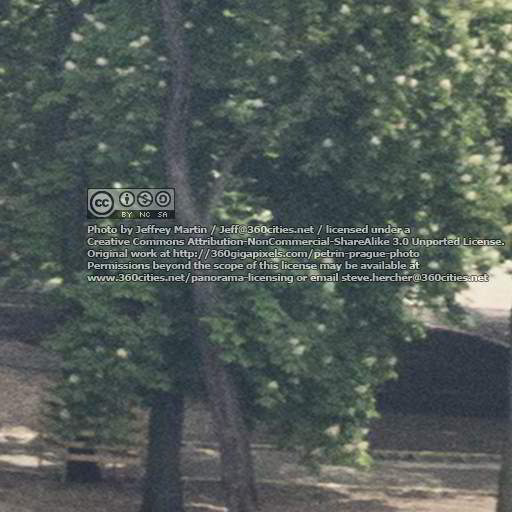 cc BY NC SA
Photo by Jeffrey Martin / Jeff@360cities.net / licensed under a
Creative Commons Attribution-NonCommercial-ShareAlike 3.0 Unported License.
Original work at http://360gigapixels.com/petrin-prague-photo
Permissions beyond the scope of this license may be available at
www.360cities.net/panorama-licensing or email steve.hercher@360cities.net